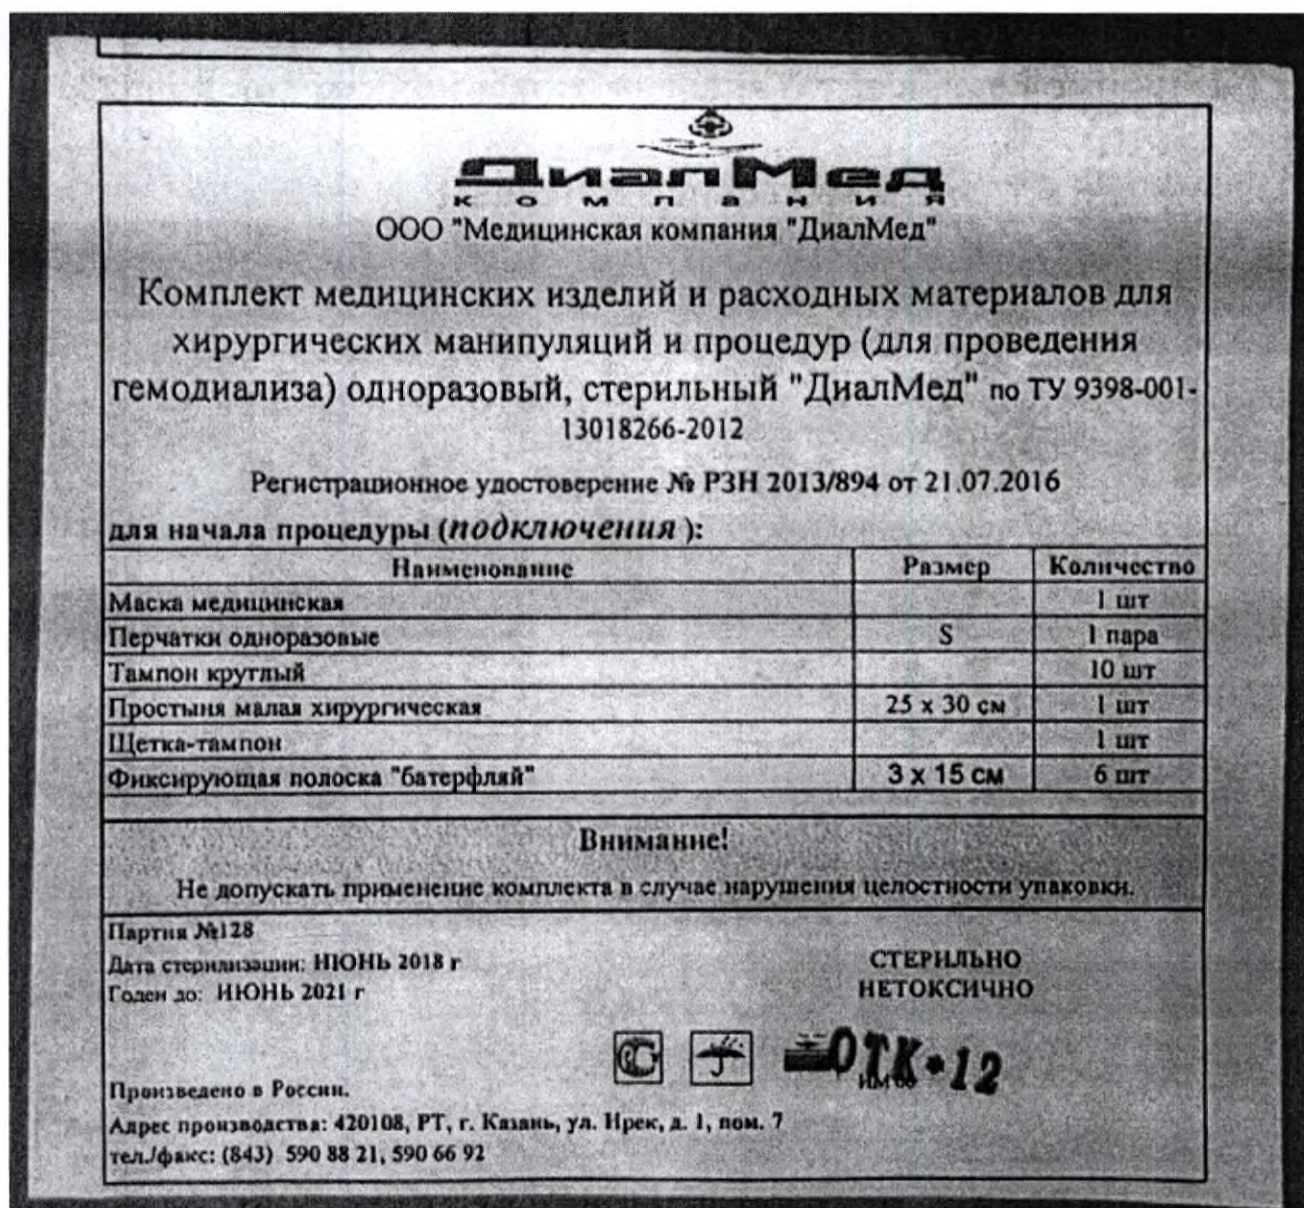 ДиалМед
компания
ООО "Медицинская компания "ДиалМед"
Комплект медицинских изделий и расходных материалов для
хирургических манипуляций и процедур (для проведения
гемодиализа) одноразовый, стерильный "ДиалМед" по ТУ 9398-001-
13018266-2012
Регистрационное удостоверение № РЗН 2013/894 от 21.07.2016
для начала процедуры (подключения ):
Наименование Размер Количество
Маска медицинская 1 шт
Перчатки одноразовые S 1 пара
Тампон круглый 10 шт
Простыня малая хирургическая 25 х 30 см 1 шт
Щетка-тампон 1 шт
Фиксирующая полоска "батерфляй" 3 х 15 см 6 шт
Внимание!
Не допускать применение комплекта в случае нарушения целостности упаковки.
Партия №128
Дата стерилизации: ИЮНЬ 2018 г
Годен до: ИЮНЬ 2021 г
СТЕРИЛЬНО
НЕТОКСИЧНО
ОТК*12
Произведено в России.
Адрес производства: 420108, РТ, г. Казань, ул. Ирек, д. 1, пом. 7
тел./факс: (843) 590 88 21, 590 66 92